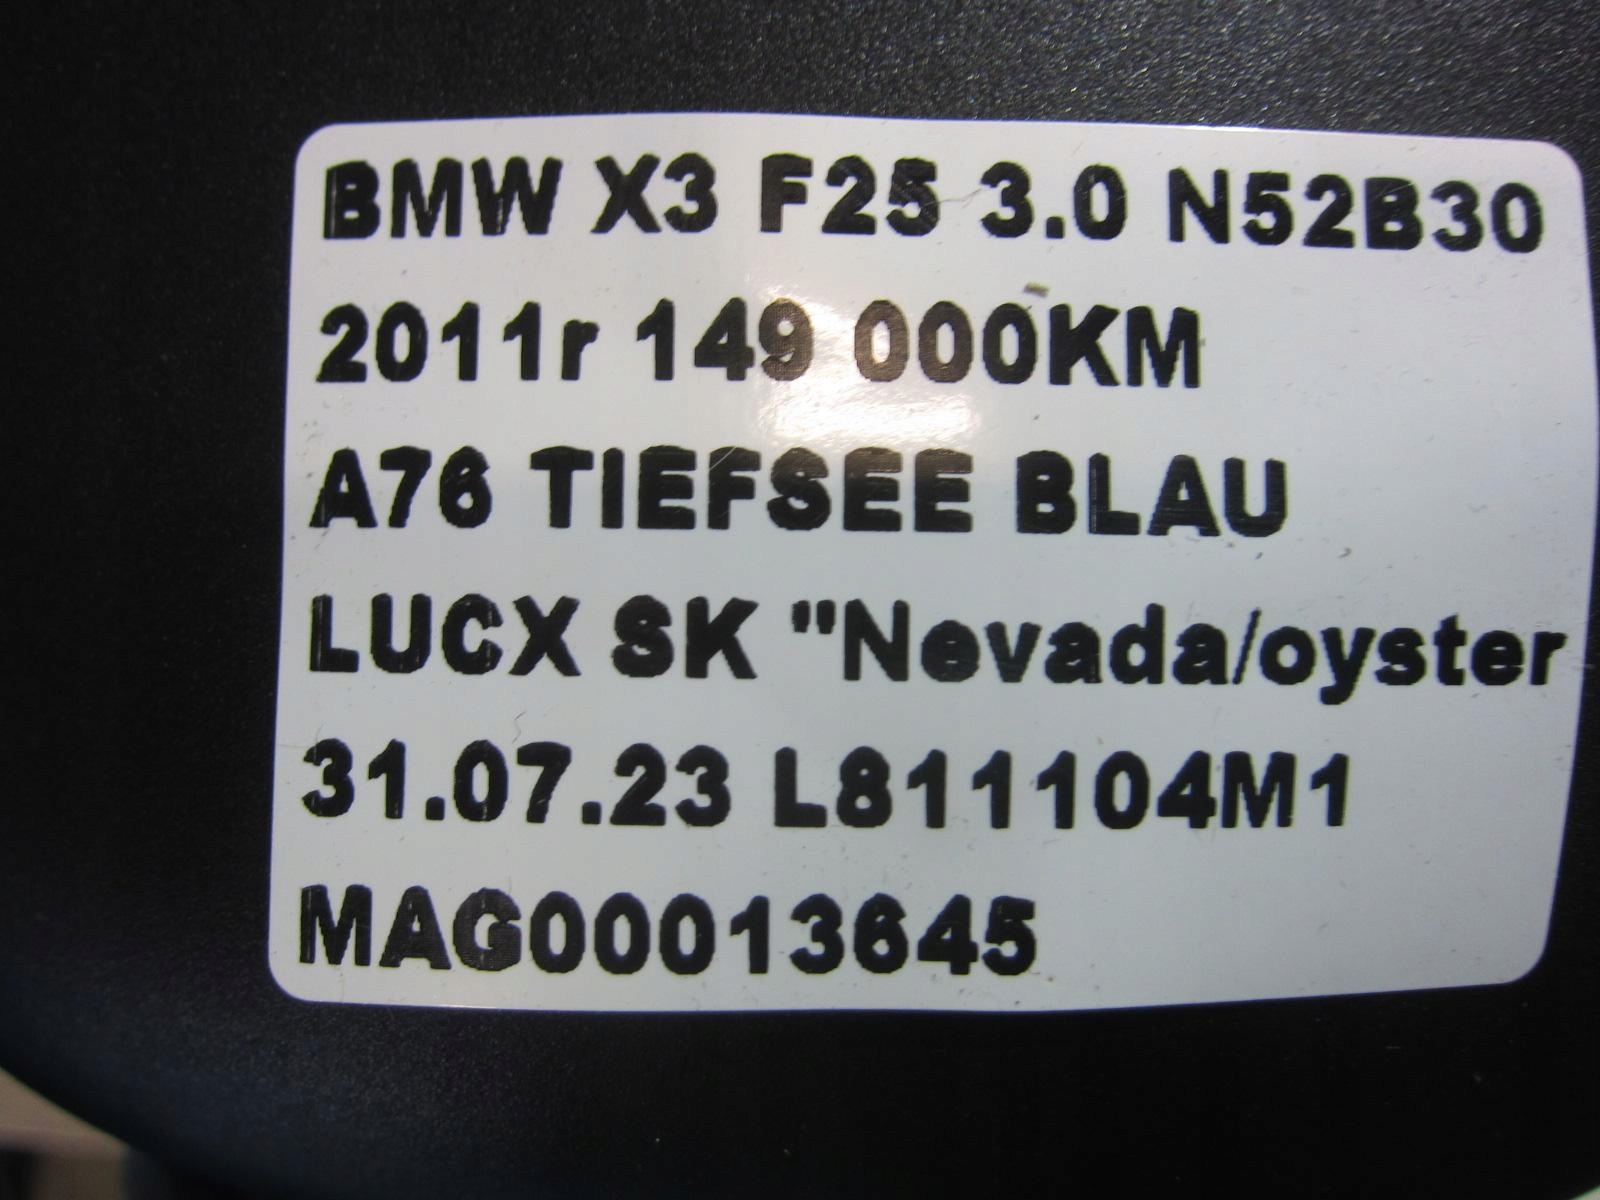 BMW X3 F25 3.0 N52B30
2011r 149 000KM
A76 TIEFSEE BLAU
LUCX SK "Nevada/oyster
31.07.23 L811104M1
MAG00013645